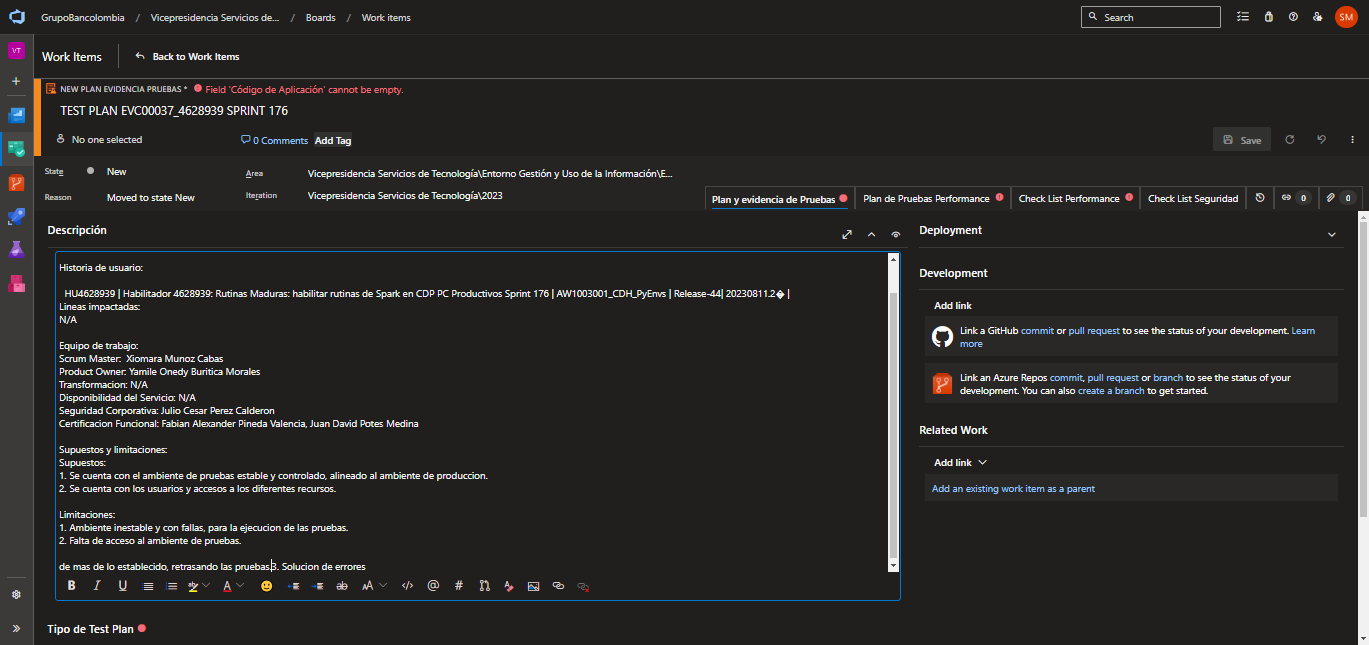 GrupoBancolombia / Vicepresidencia Servicios de... / Boards / Work items
Search
SM
VT
Work Items
Back to Work Items
NEW PLAN EVIDENCIA PRUEBAS * Field 'Código de Aplicación' cannot be empty.
TEST PLAN EVC00037_4628939 SPRINT 176
No one selected
0 Comments
Add Tag
Save
State
New
Area
Vicepresidencia Servicios de Tecnología\Entorno Gestión y Uso de la Información\E...
Reason
Moved to state New
Iteration
Vicepresidencia Servicios de Tecnología\2023
Plan y evidencia de Pruebas
Plan de Pruebas Performance
Check List Performance
Check List Seguridad
0
0
Descripción
Historia de usuario:
HU4628939 | Habilitador 4628939: Rutinas Maduras: habilitar rutinas de Spark en CDP PC Productivos Sprint 176 | AW1003001_CDH_PyEnvs | Release-44| 20230811.2� |
Lineas impactadas:
N/A
Equipo de trabajo:
Scrum Master: Xiomara Munoz Cabas
Product Owner: Yamile Onedy Buritica Morales
Transformacion: N/A
Disponibilidad del Servicio: N/A
Seguridad Corporativa: Julio Cesar Perez Calderon
Certificacion Funcional: Fabian Alexander Pineda Valencia, Juan David Potes Medina
Supuestos y limitaciones:
Supuestos:
1. Se cuenta con el ambiente de pruebas estable y controlado, alineado al ambiente de produccion.
2. Se cuenta con los usuarios y accesos a los diferentes recursos.
Limitaciones:
1. Ambiente inestable y con fallas, para la ejecucion de las pruebas.
2. Falta de acceso al ambiente de pruebas.
de mas de lo establecido, retrasando las pruebas.3. Solucion de errores
Tipo de Test Plan
Deployment
Development
Add link
Link a GitHub commit or pull request to see the status of your development. Learn
more
Link an Azure Repos commit, pull request or branch to see the status of your
development. You can also create a branch to get started.
Related Work
Add link
Add an existing work item as a parent